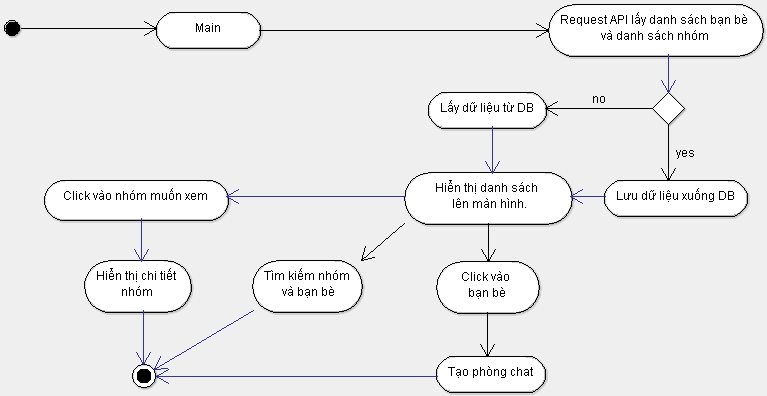 Main
Request API lấy danh sách bạn bè
và danh sách nhóm
no
Lấy dữ liệu từ DB
yes
Click vào nhóm muốn xem
Hiển thị danh sách
lên màn hình.
Lưu dữ liệu xuống DB
Hiển thị chi tiết
nhóm
Tìm kiếm nhóm
và bạn bè
Click vào
bạn bè
Tạo phòng chat